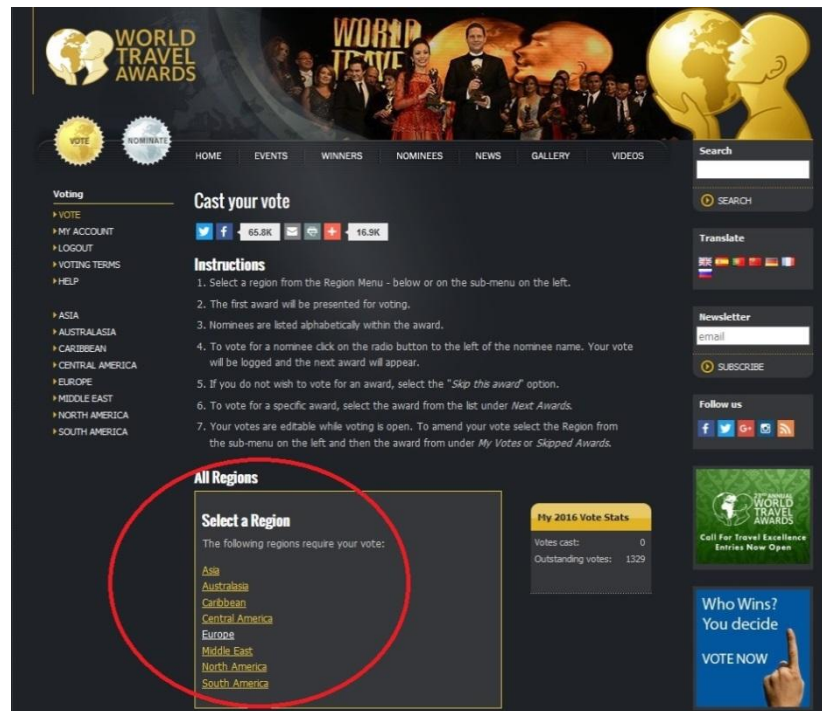 WORLD
TRAVEL
AWARDS
WORLD
VOTE
NOMINATE
HOME EVENTS WINNERS NOMINEES NEWS GALLERY VIDEOS
Voting
VOTE
MY ACCOUNT
LOGOUT
VOTING TERMS
HELP
ASIA
AUSTRALASIA
CARIBBEAN
CENTRAL AMERICA
EUROPE
MIDDLE EAST
NORTH AMERICA
SOUTH AMERICA
Cast your vote
65.8K 16.9K
Instructions
1. Select a region from the Region Menu - below or on the sub-menu on the left.
2. The first award will be presented for voting.
3. Nominees are listed alphabetically within the award.
4. To vote for a nominee click on the radio button to the left of the nominee name. Your vote
will be logged and the next award will appear.
5. If you do not wish to vote for an award, select the "Skip this award" option.
6. To vote for a specific award, select the award from the list under Next Awards.
7. Your votes are editable while voting is open. To amend your vote select the Region from
the sub-menu on the left and then the award from under My Votes or Skipped Awards.
All Regions
Select a Region
The following regions require your vote:
Asia
Australasia
Caribbean
Central America
Europe
Middle East
North America
South America
My 2016 Vote Stats
Votes cast: 0
Outstanding votes: 1329
Search
SEARCH
Translate
Newsletter
email
SUBSCRIBE
Follow us
23RD ANNUAL
WORLD
TRAVEL
AWARDS
Call For Travel Excellence
Entries Now Open
Who Wins?
You decide
VOTE NOW